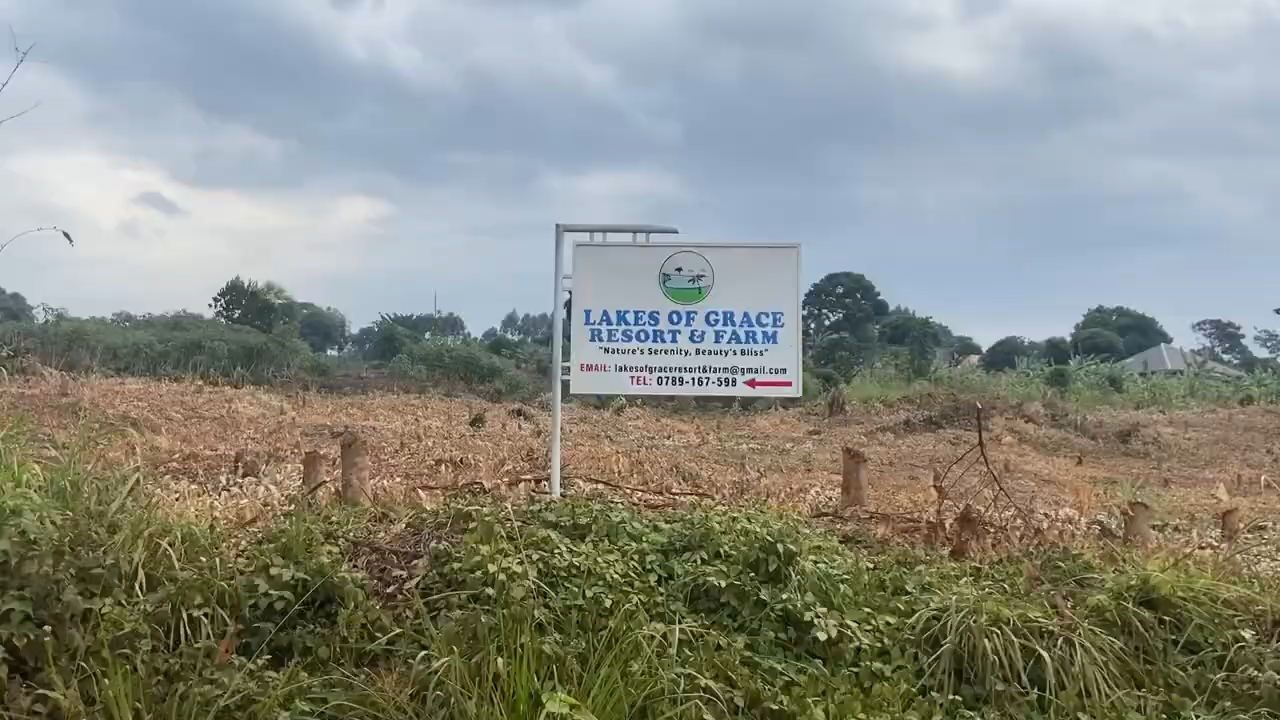 LAKES OF GRACE
RESORT & FARM
"Nature's Serenity, Beauty's Bliss"
EMAIL: lakesofgraceresort&farm@gmail.com
TEL: 0789-167-598